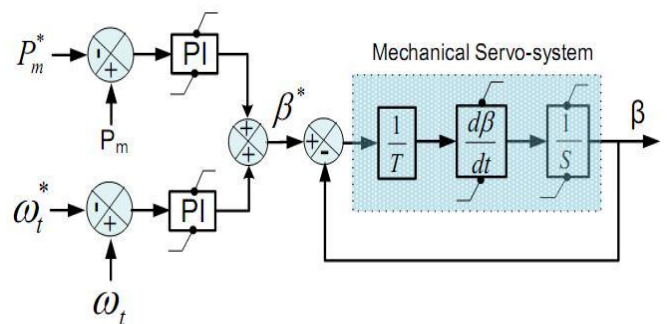 Mechanical Servo-system
P*m
-
+
PI
Pm
+
+
β*
+
-
1/T
dβ/dt
1/S
β
ω*t
-
+
PI
ωt